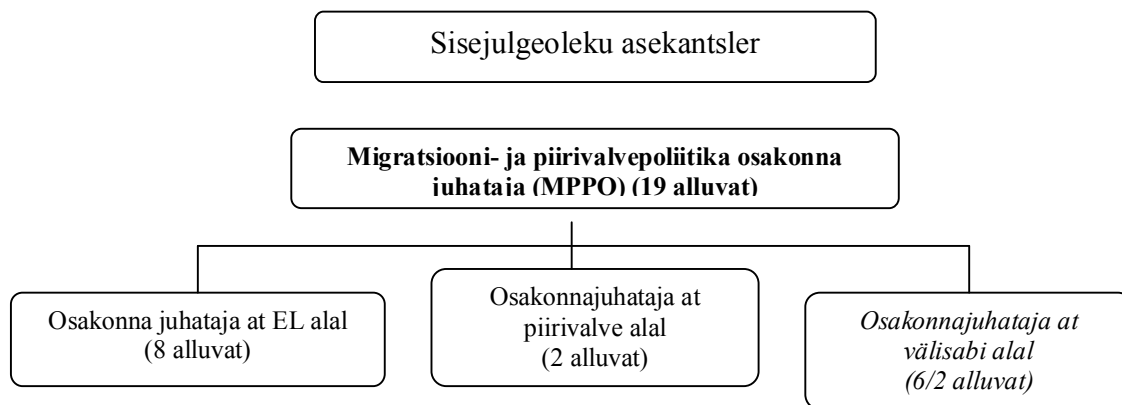 Sisejulgeoleku asekantsler
Migratsiooni- ja piirivalvepoliitika osakonna
juhataja (MPPO) (19 alluvat)
Osakonna juhataja at EL alal
(8 alluvat)
Osakonnajuhataja at
piirivalve alal
(2 alluvat)
Osakonnajuhataja at
välisabi alal
(6/2 alluvat)